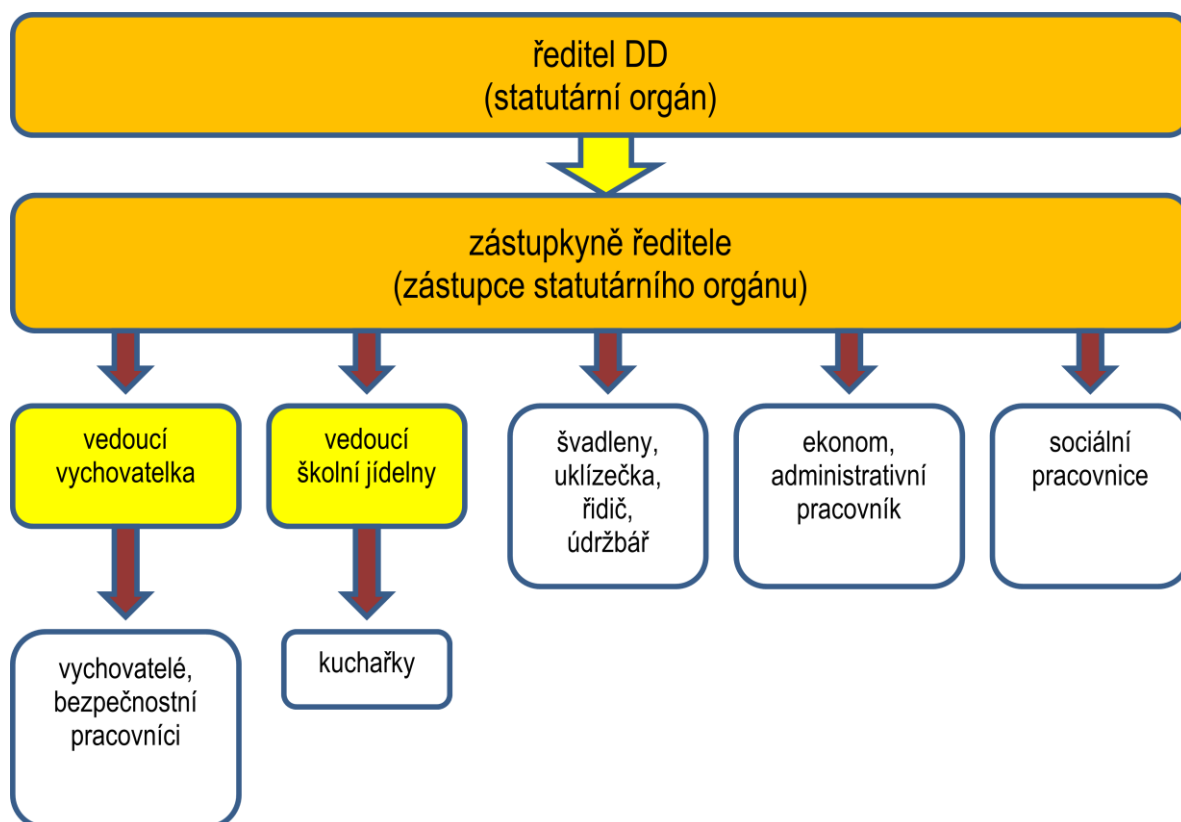 ředitel DD
(statutární orgán)
zástupkyně ředitele
(zástupce statutárního orgánu)
vedoucí
vychovatelka
vedoucí
školní jídelny
švadleny,
uklízečka,
řidič,
údržbář
ekonom,
administrativní
pracovník
sociální
pracovnice
vychovatelé,
bezpečnostní
pracovníci
kuchařky